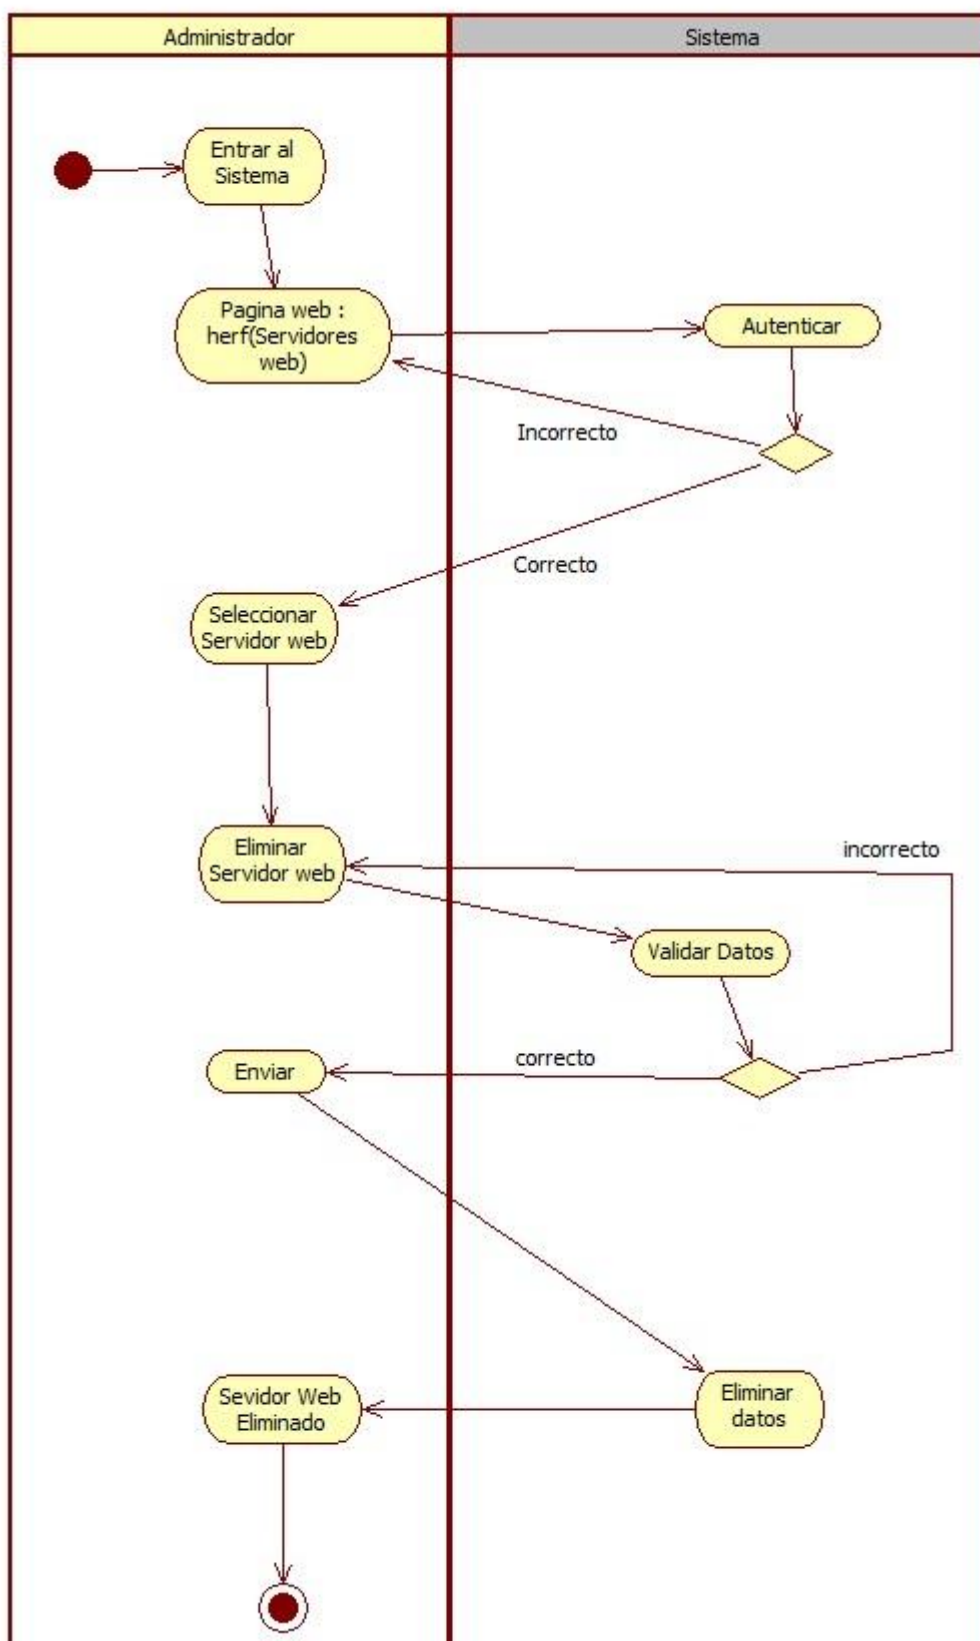 Administrador
Sistema
Entrar al
Sistema
Pagina web :
herf(Servidores
web)
Autenticar
Incorrecto
Correcto
Seleccionar
Servidor web
Eliminar
Servidor web
incorrecto
Validar Datos
Enviar
correcto
Sevidor Web
Eliminado
Eliminar
datos